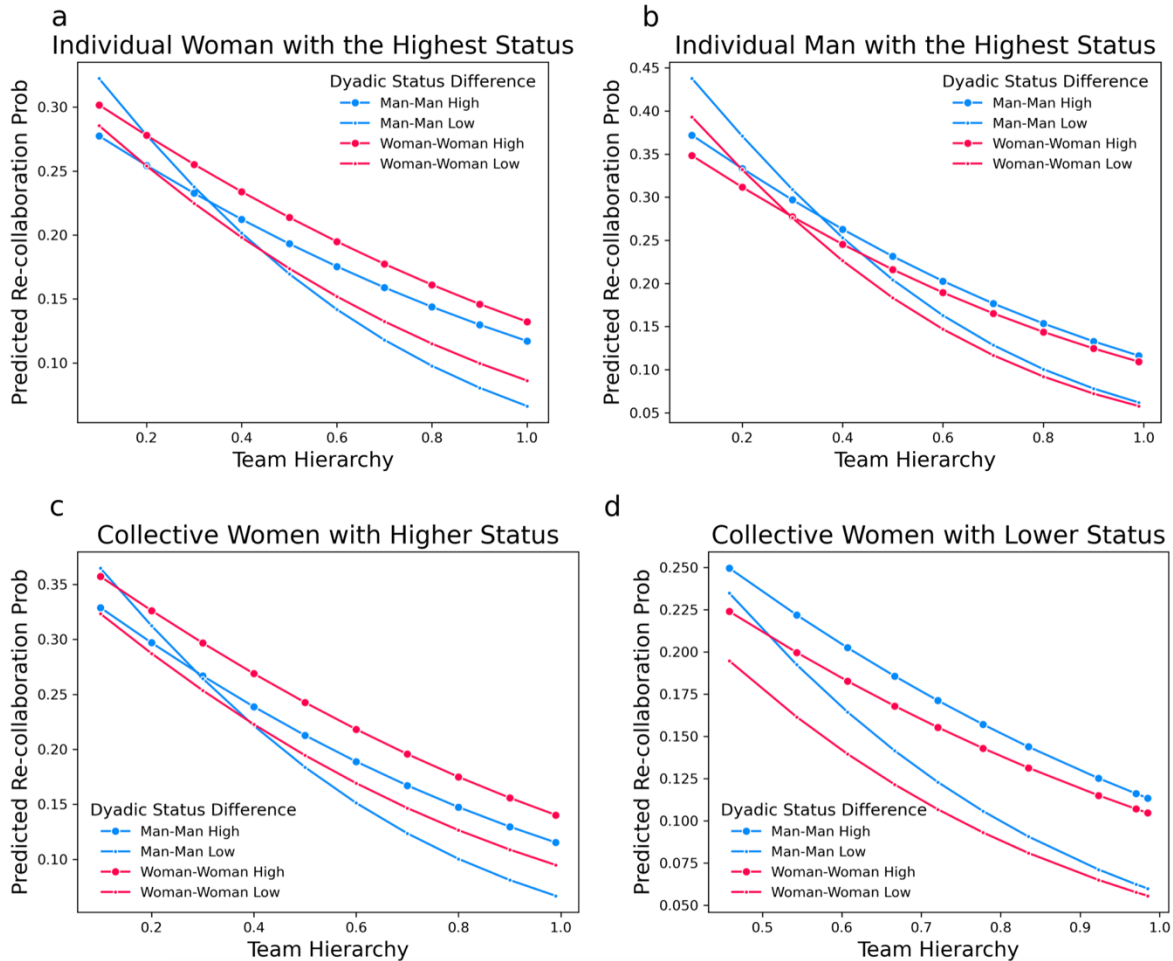 a
Individual Woman with the Highest Status
Predicted Re-collaboration Prob
0.30
0.25
0.20
0.15
0.10
Dyadic Status Difference
Man-Man High
Man-Man Low
Woman-Woman High
Woman-Woman Low
0.2 0.4 0.6 0.8 1.0
Team Hierarchy
b
Individual Man with the Highest Status
Predicted Re-collaboration Prob
0.45
0.40
0.35
0.30
0.25
0.20
0.15
0.10
0.05
Dyadic Status Difference
Man-Man High
Man-Man Low
Woman-Woman High
Woman-Woman Low
0.2 0.4 0.6 0.8 1.0
Team Hierarchy
c
Collective Women with Higher Status
Predicted Re-collaboration Prob
0.35
0.30
0.25
0.20
0.15
0.10
Dyadic Status Difference
Man-Man High
Man-Man Low
Woman-Woman High
Woman-Woman Low
0.2 0.4 0.6 0.8 1.0
Team Hierarchy
d
Collective Women with Lower Status
Predicted Re-collaboration Prob
0.250
0.225
0.200
0.175
0.150
0.125
0.100
0.075
0.050
Dyadic Status Difference
Man-Man High
Man-Man Low
Woman-Woman High
Woman-Woman Low
0.5 0.6 0.7 0.8 0.9 1.0
Team Hierarchy